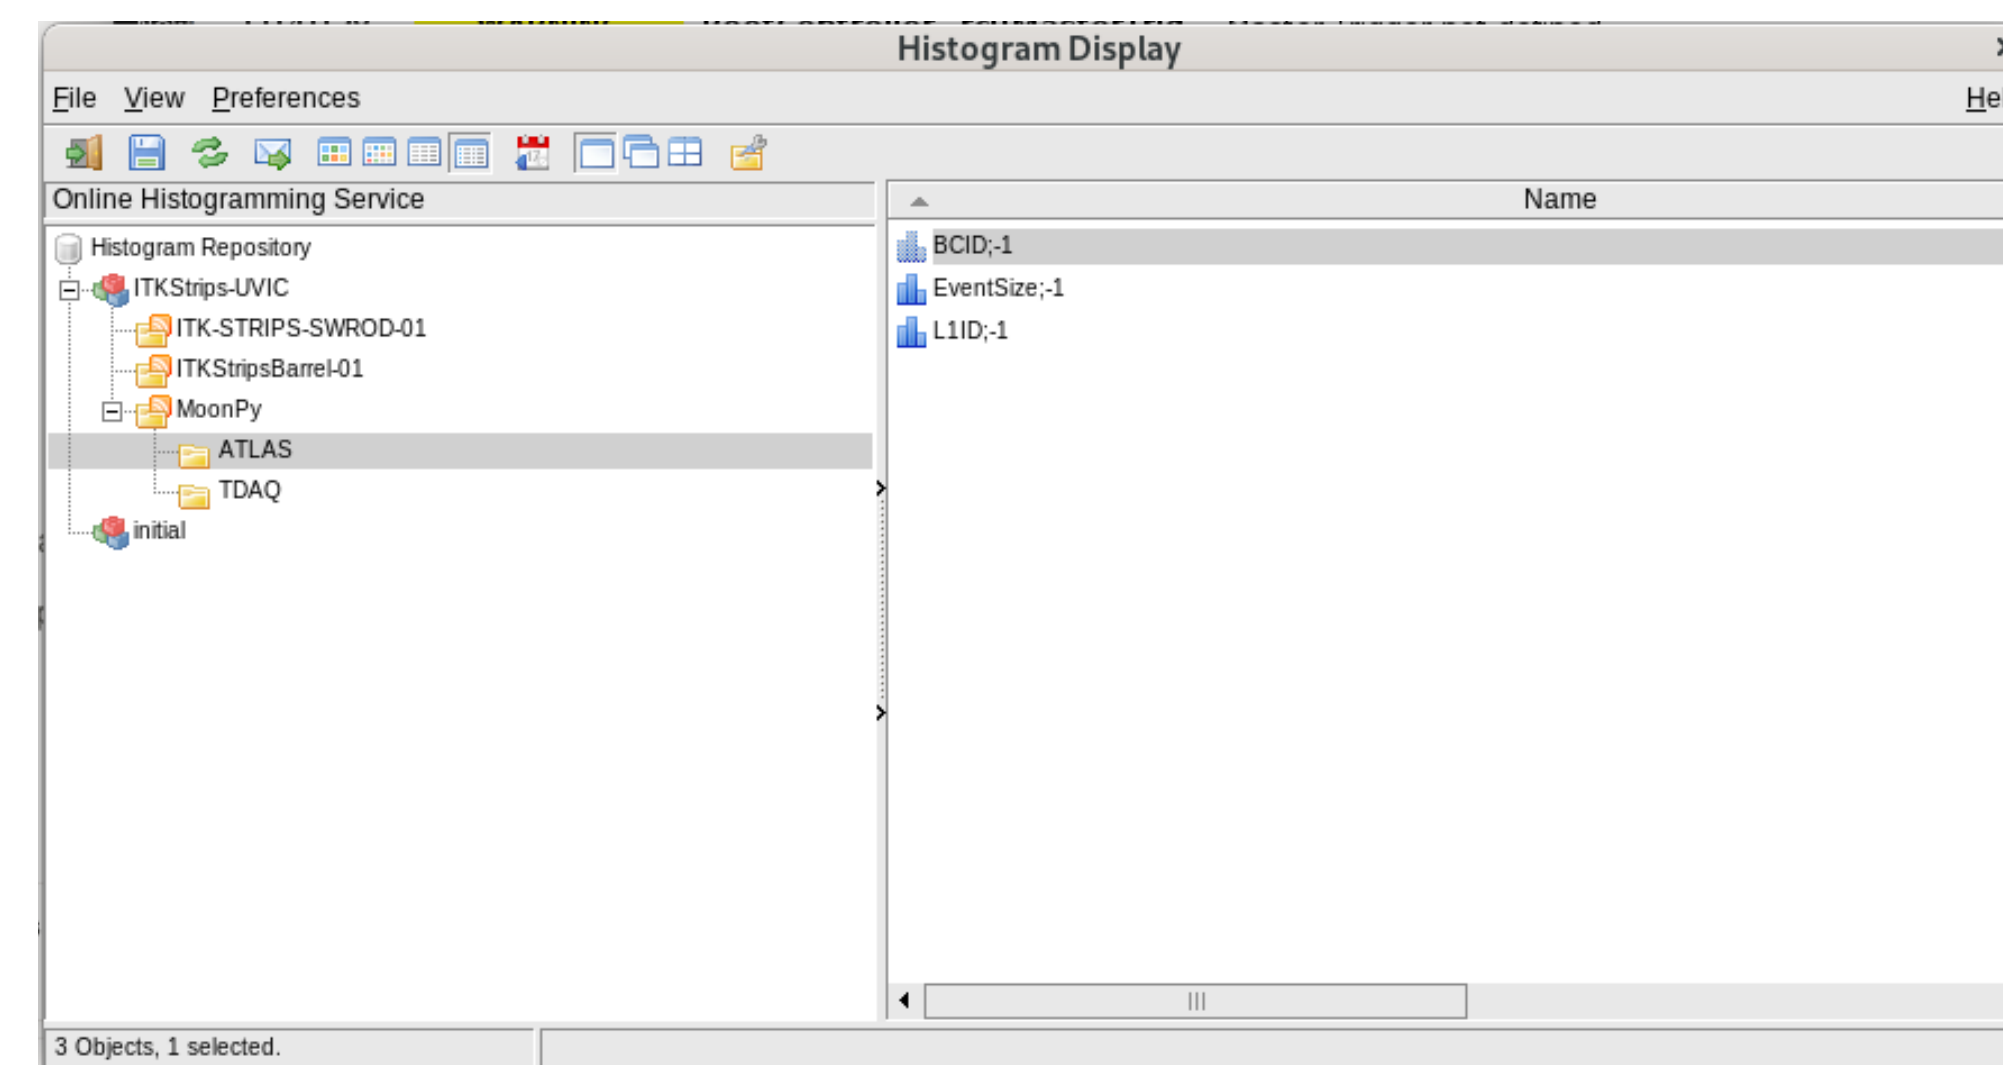 Histogram Display
File View Preferences
Online Histogramming Service
Name
Histogram Repository
ITKStrips-UVIC
ITK-STRIPS-SWROD-01
ITKStripsBarrel-01
MoonPy
ATLAS
TDAQ
initial
BCID;-1
EventSize;-1
L1ID;-1
3 Objects, 1 selected.